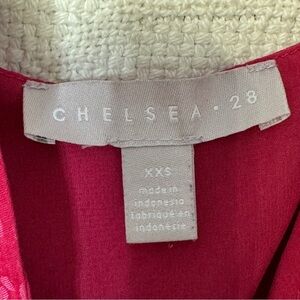 CHELSEA · 28
XXS
made in
indonesia
fabriqué en
indonésie